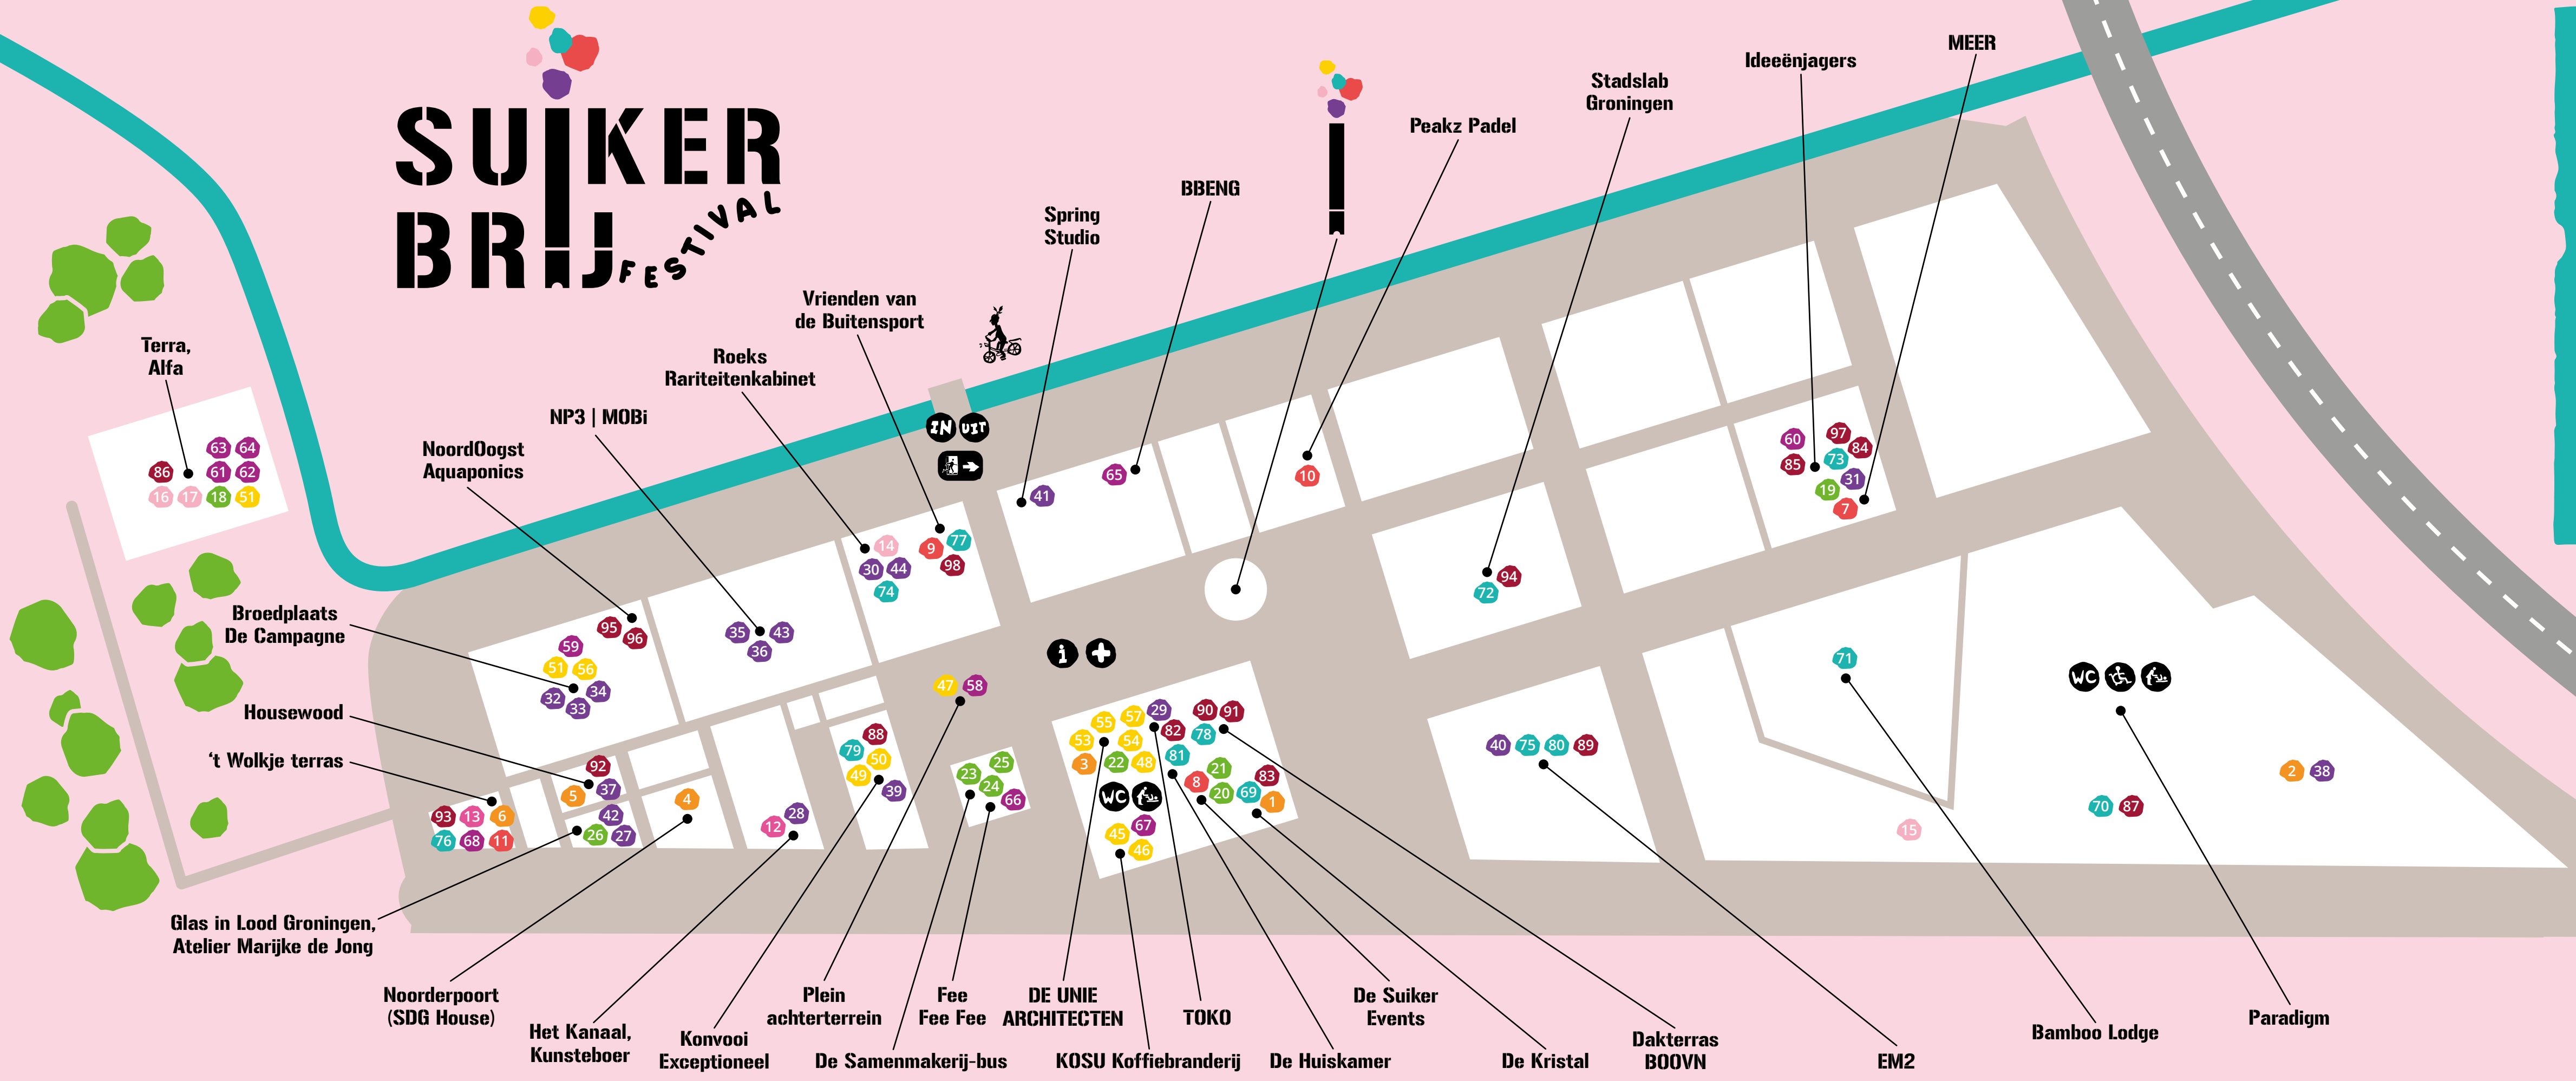 SUIKER
BRIJ
FESTIVAL
MEER
Ideeënjagers
Stadslab
Groningen
Peakz Padel
BBENG
Spring
Studio
Vrienden van
de Buitensport
Roeks
Rariteitenkabinet
NP3 | MOBi
NoordOogst
Aquaponics
Terra,
Alfa
63 64
86 61 62
16 17 18 51
IN UIT
41
65
10
60 97 84
85 73 31
19
7
14 9 77
30 44 98
74
94
72
Broedplaats
De Campagne
95 96
59
51 56
32 34
33
35 43
36
i
47 58
71
WC
Housewood
't Wolkje terras
92
5 37
42
26 27
93 13 6
76 68 11
4
12 28
88
79 50
49 39
25
23 24
66
55 57 29 90 91
53 54 82 78
3 22 48 81
21 83
8 20 69 1
WC
45 67
46
40 75 80 89
2 38
70 87
15
Glas in Lood Groningen,
Atelier Marijke de Jong
Noorderpoort
(SDG House)
Het Kanaal,
Kunsteboer
Konvooi
Exceptioneel
Plein
achterterrein
De Samenmakerij-bus
Fee
Fee Fee
DE UNIE
ARCHITECTEN
KOSU Koffiebranderij
TOKO
De Huiskamer
De Suiker
Events
De Kristal
Dakterras
BOOVN
EM2
Bamboo Lodge
Paradigm